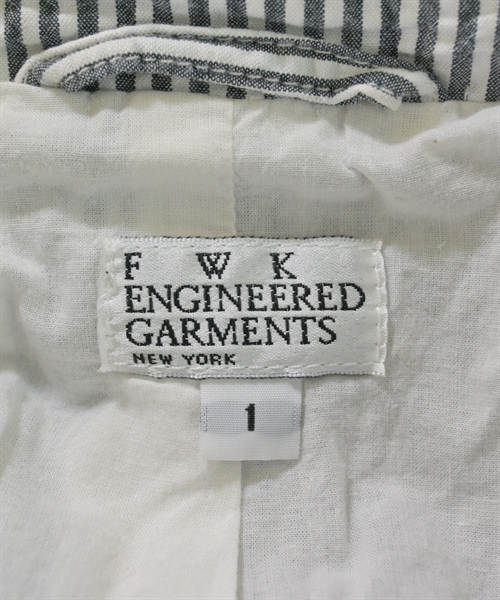 F W K
ENGINEERED
GARMENTS
NEW YORK
1